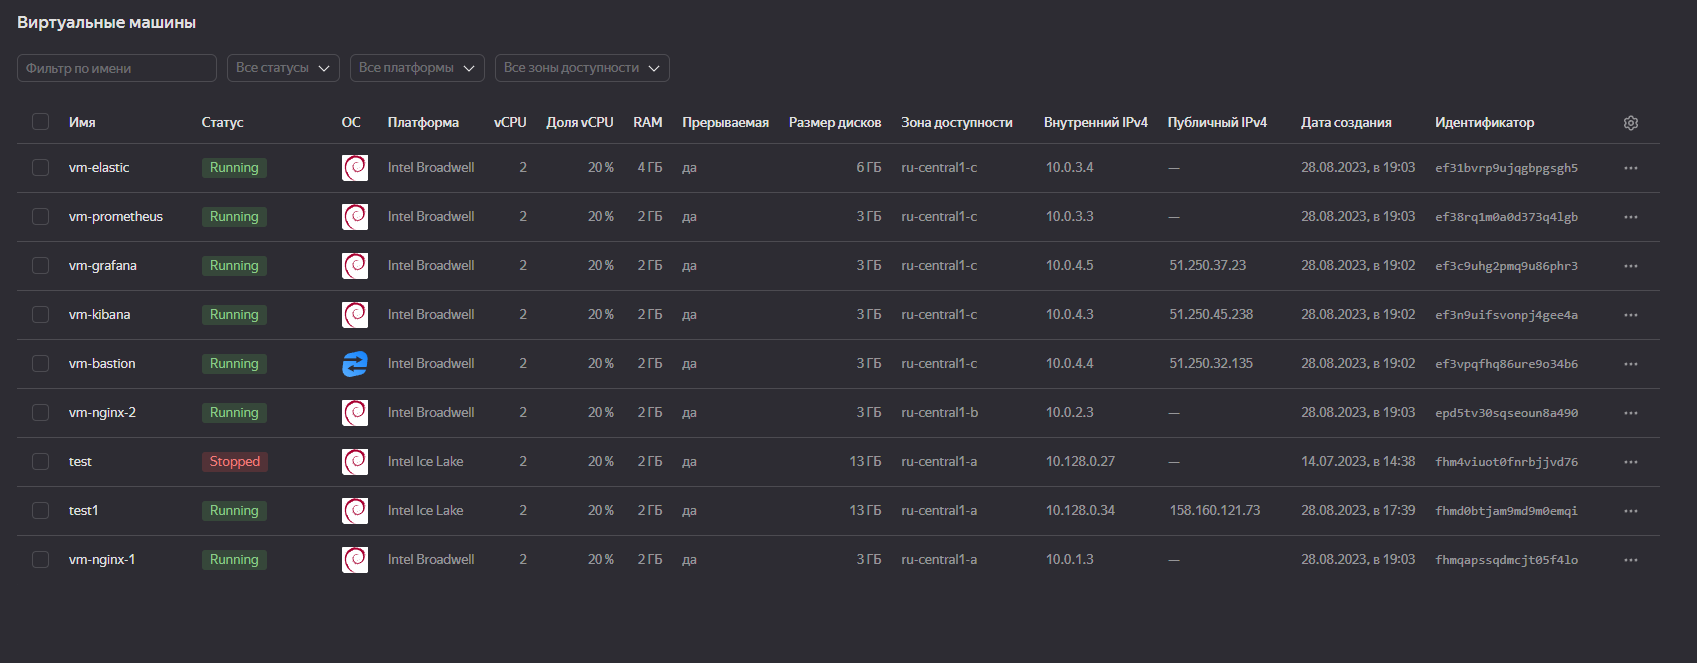 Виртуальные машины
Фильтр по имени Все статусы Все платформы Все зоны доступности
Имя Статус ОС Платформа vCPU Доля vCPU RAM Прерываемая Размер дисков Зона доступности Внутренний IPv4 Публичный IPv4 Дата создания Идентификатор
vm-elastic Running Intel Broadwell 2 20 % 4 ГБ да 6 ГБ ru-central1-c 10.0.3.4 — 28.08.2023, в 19:03 ef31bvrp9ujqgbpgsgh5
vm-prometheus Running Intel Broadwell 2 20 % 2 ГБ да 3 ГБ ru-central1-c 10.0.3.3 — 28.08.2023, в 19:03 ef38rq1m0a0d373q4lgb
vm-grafana Running Intel Broadwell 2 20 % 2 ГБ да 3 ГБ ru-central1-c 10.0.4.5 51.250.37.23 28.08.2023, в 19:02 ef3c9uhg2pmq9u86phr3
vm-kibana Running Intel Broadwell 2 20 % 2 ГБ да 3 ГБ ru-central1-c 10.0.4.3 51.250.45.238 28.08.2023, в 19:02 ef3n9uifsvonpj4gee4a
vm-bastion Running Intel Broadwell 2 20 % 2 ГБ да 3 ГБ ru-central1-c 10.0.4.4 51.250.32.135 28.08.2023, в 19:02 ef3vpqfhq86ure9o34b6
vm-nginx-2 Running Intel Broadwell 2 20 % 2 ГБ да 3 ГБ ru-central1-b 10.0.2.3 — 28.08.2023, в 19:03 epd5tv30sqseoun8a490
test Stopped Intel Ice Lake 2 20 % 2 ГБ да 13 ГБ ru-central1-a 10.128.0.27 — 14.07.2023, в 14:38 fhm4viuot0fnrbjjvd76
test1 Running Intel Ice Lake 2 20 % 2 ГБ да 13 ГБ ru-central1-a 10.128.0.34 158.160.121.73 28.08.2023, в 17:39 fhmd0btjam9md9m0emqi
vm-nginx-1 Running Intel Broadwell 2 20 % 2 ГБ да 3 ГБ ru-central1-a 10.0.1.3 — 28.08.2023, в 19:03 fhmqapssqdmcjt05f4lo